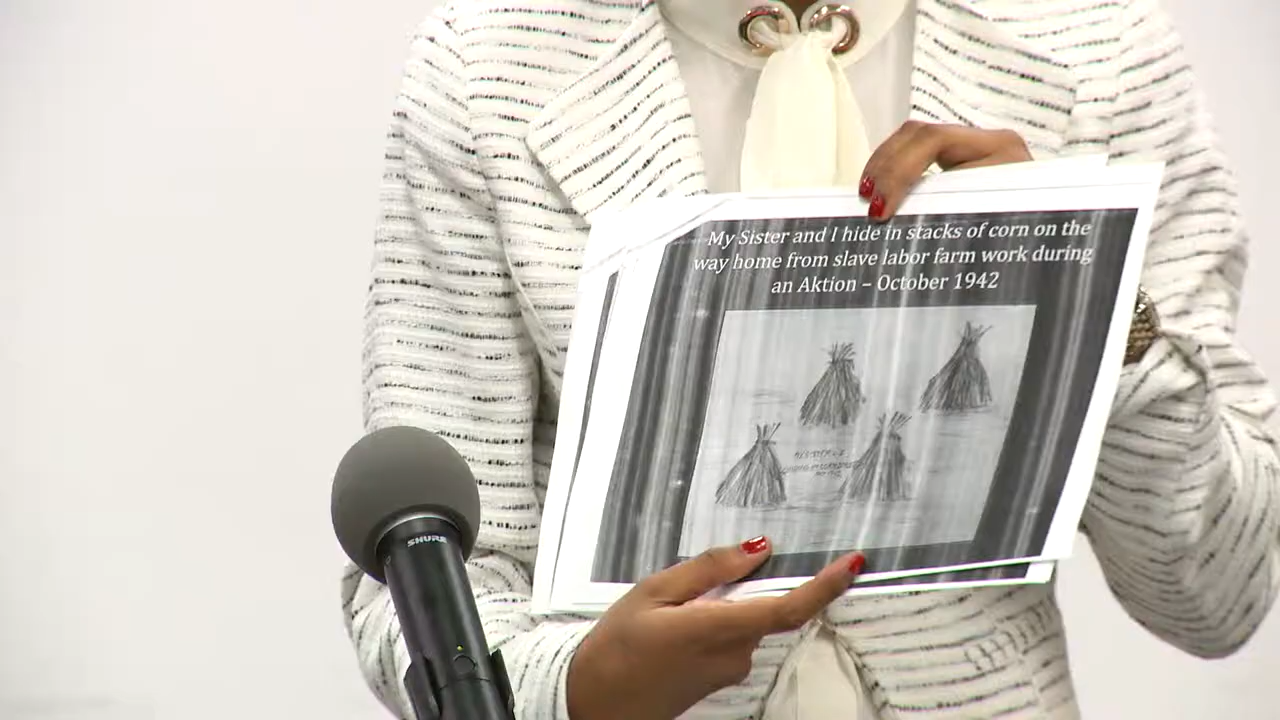 My Sister and I hide in stacks of corn on the
way home from slave labor farm work during
an Aktion – October 1942
SHURE